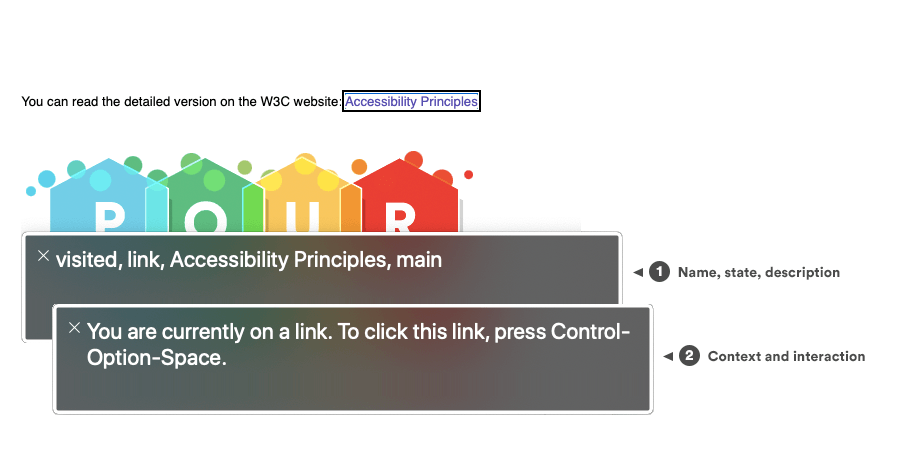 You can read the detailed version on the W3C website: Accessibility Principles
P O U R
visited, link, Accessibility Principles, main
1 Name, state, description
You are currently on a link. To click this link, press Control-
Option-Space.
2 Context and interaction